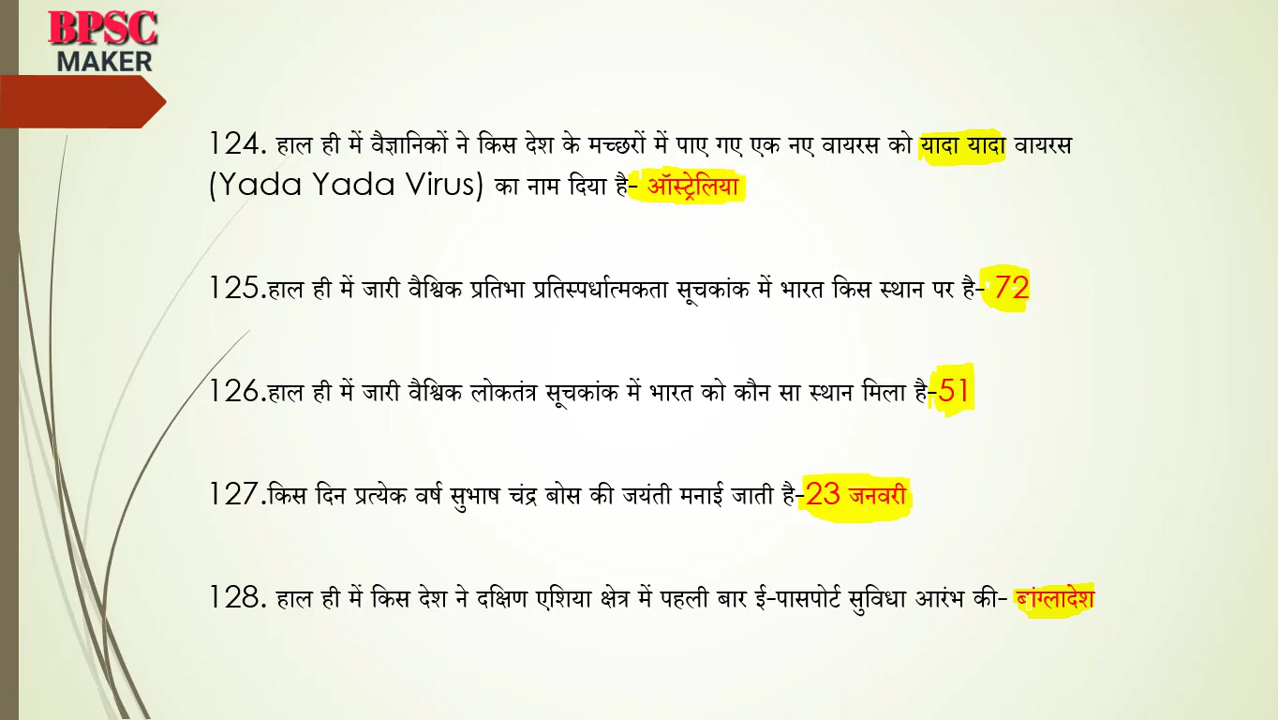 BPSC
MAKER
124. हाल ही में वैज्ञानिकों ने किस देश के मच्छरों में पाए गए एक नए वायरस को यादा यादा वायरस
(Yada Yada Virus) का नाम दिया है- ऑस्ट्रेलिया
125.हाल ही में जारी वैश्विक प्रतिभा प्रतिस्पर्धात्मकता सूचकांक में भारत किस स्थान पर है- 72
126.हाल ही में जारी वैश्विक लोकतंत्र सूचकांक में भारत को कौन सा स्थान मिला है-51
127.किस दिन प्रत्येक वर्ष सुभाष चंद्र बोस की जयंती मनाई जाती है-23 जनवरी
128. हाल ही में किस देश ने दक्षिण एशिया क्षेत्र में पहली बार ई-पासपोर्ट सुविधा आरंभ की- बांग्लादेश